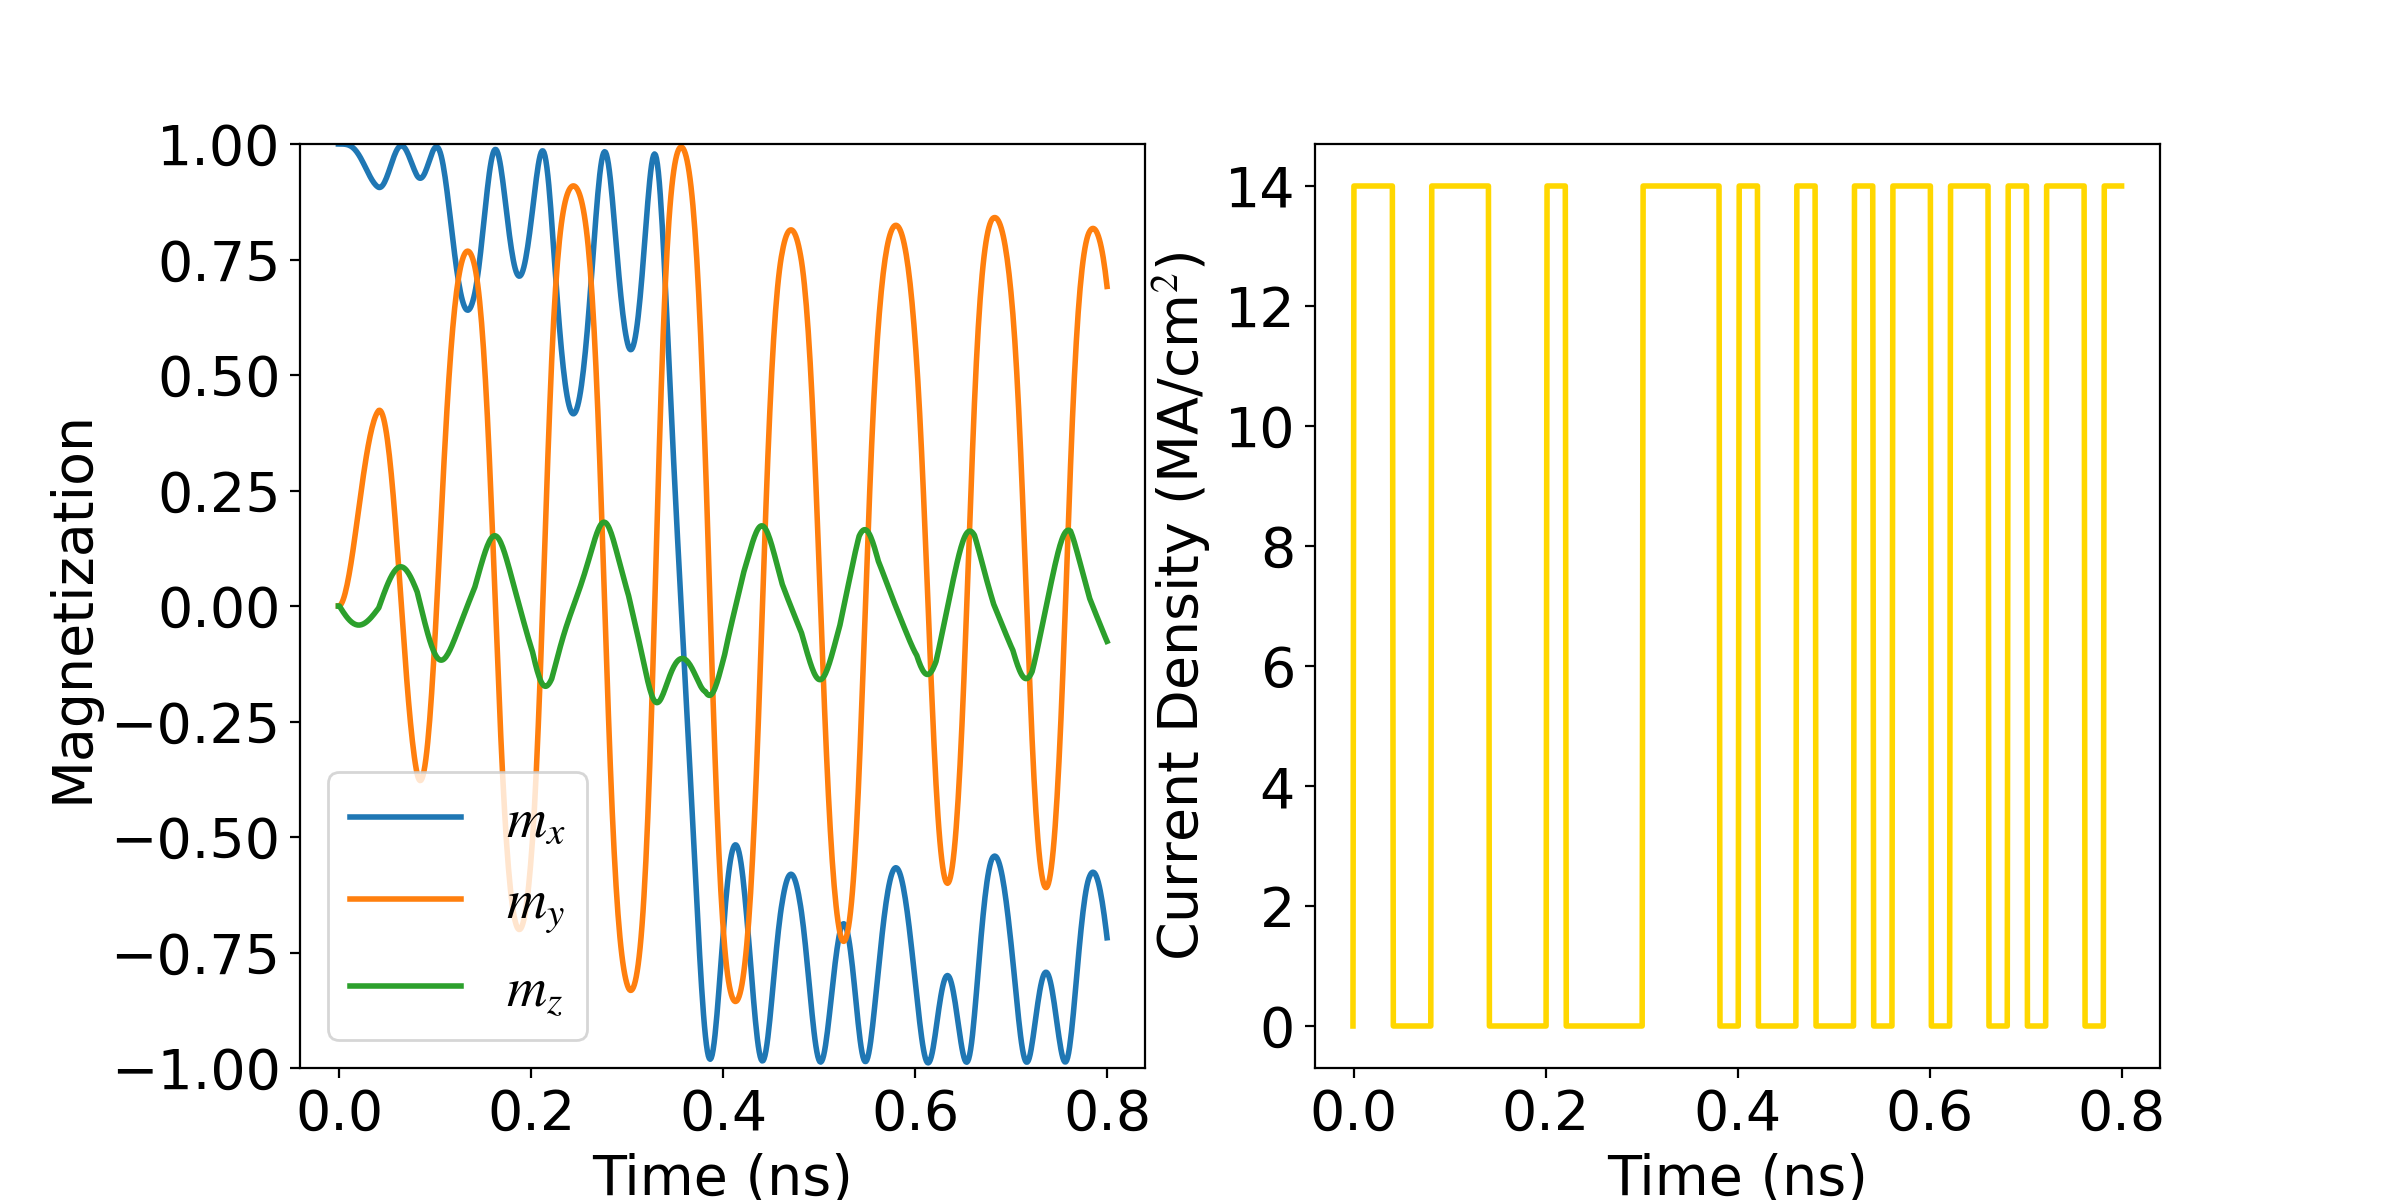 Magnetization
1.00
0.75
0.50
0.25
0.00
−0.25
−0.50
−0.75
−1.00
m_x
m_y
m_z
0.0 0.2 0.4 0.6 0.8
Time (ns)
Current Density (MA/cm²)
14
12
10
8
6
4
2
0
0.0 0.2 0.4 0.6 0.8
Time (ns)